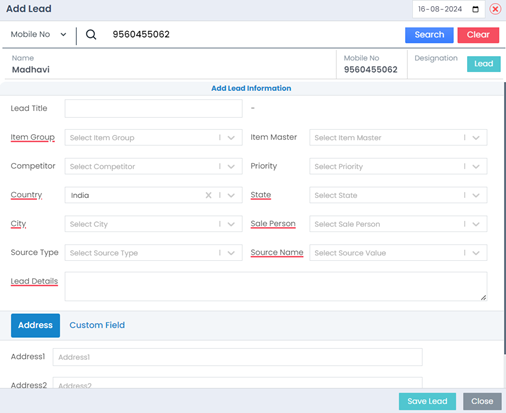 Add Lead 16-08-2024
Mobile No 9560455062 Search Clear
Name Mobile No Designation
Madhavi 9560455062 Lead
Add Lead Information
Lead Title -
Item Group Select Item Group Item Master Select Item Master
Competitor Select Competitor Priority Select Priority
Country India X State Select State
City Select City Sale Person Select Sale Person
Source Type Select Source Type Source Name Select Source Value
Lead Details
Address Custom Field
Address1 Address1
Address2 Address2
Save Lead Close